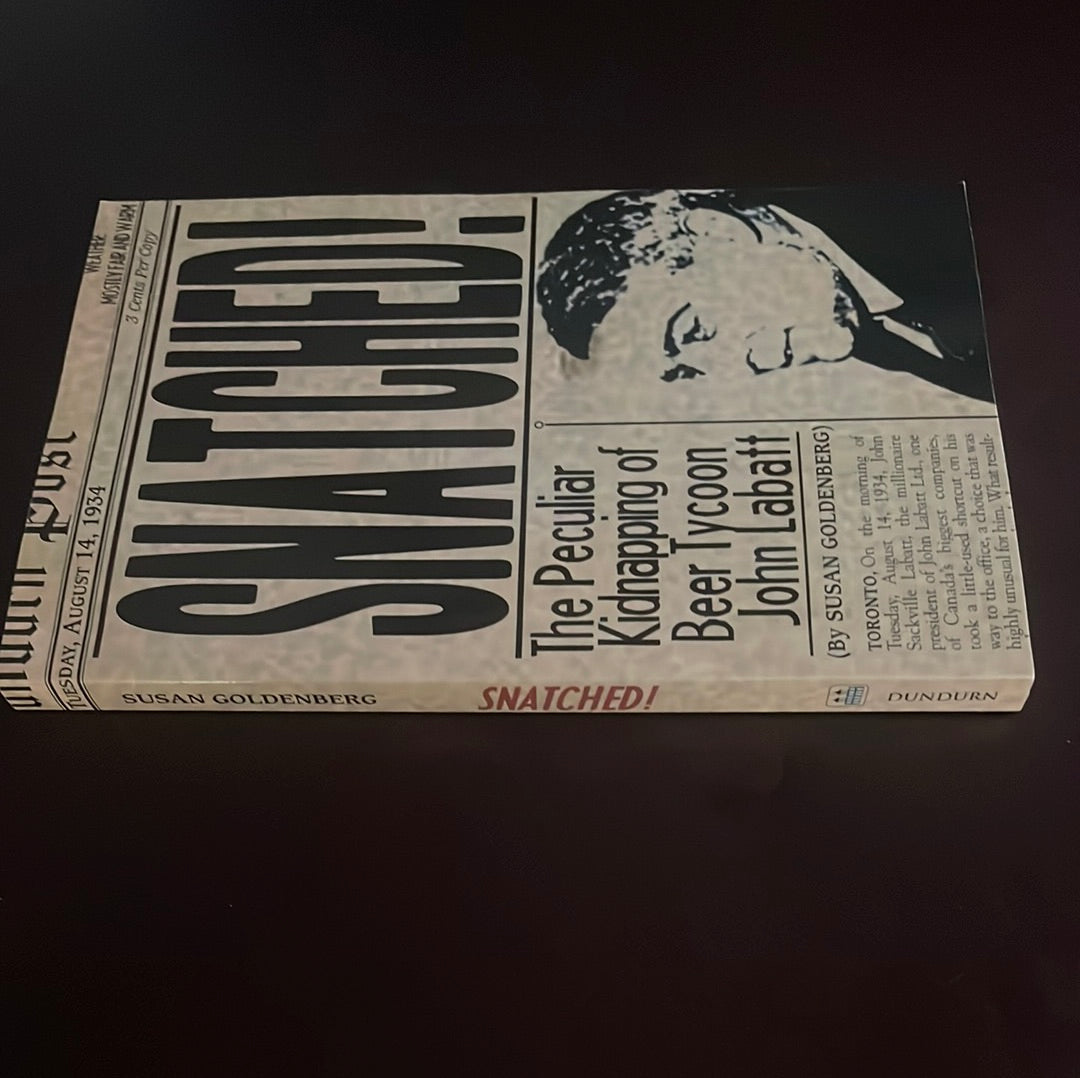 Post
WEATHER:
MOSTLY FAIR AND WARM
TUESDAY, AUGUST 14, 1934
3 Cents Per Copy
SNATCHED!
The Peculiar
Kidnapping of
Beer Tycoon
John Labatt
(By SUSAN GOLDENBERG)
TORONTO, On the morning of
Tuesday, August 14, 1934, John
Sackville Labatt, the millionaire
president of John Labatt Ltd., one
of Canada's biggest companies,
took a little-used shortcut on his
way to the office, a choice that was
highly unusual for him. What result-
SUSAN GOLDENBERG
SNATCHED!
DUNDURN